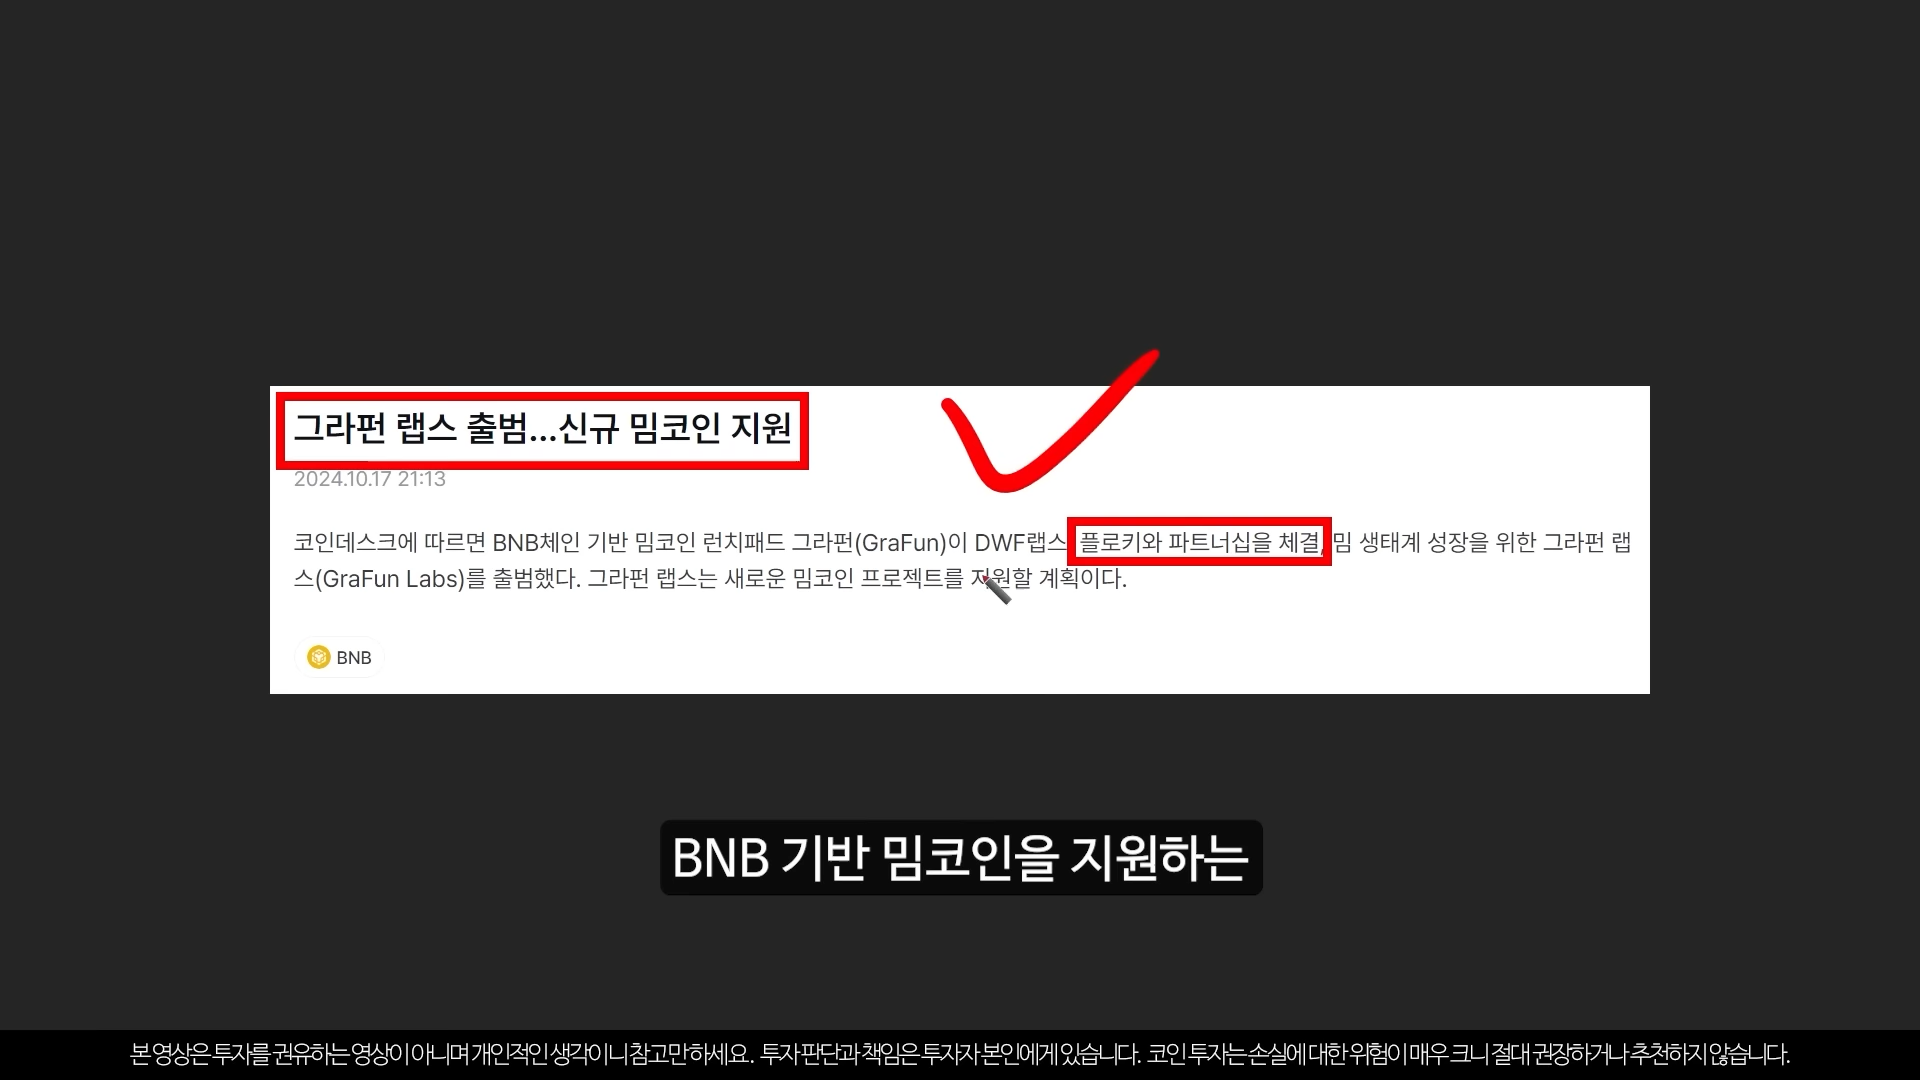 그라펀 랩스 출범...신규 밈코인 지원
2024.10.17 21:13
코인데스크에 따르면 BNB체인 기반 밈코인 런치패드 그라펀(GraFun)이 DWF랩스, 플로키와 파트너십을 체결, 밈 생태계 성장을 위한 그라펀 랩
스(GraFun Labs)를 출범했다. 그라펀 랩스는 새로운 밈코인 프로젝트를 지원할 계획이다.
BNB
BNB 기반 밈코인을 지원하는
본 영상은 투자를 권유하는 영상이 아니며 개인적인 생각이니 참고만 하세요. 투자 판단과 책임은 투자자 본인에게 있습니다. 코인 투자는 손실에 대한 위험이 매우 크니 절대 권장하거나 추천하지 않습니다.